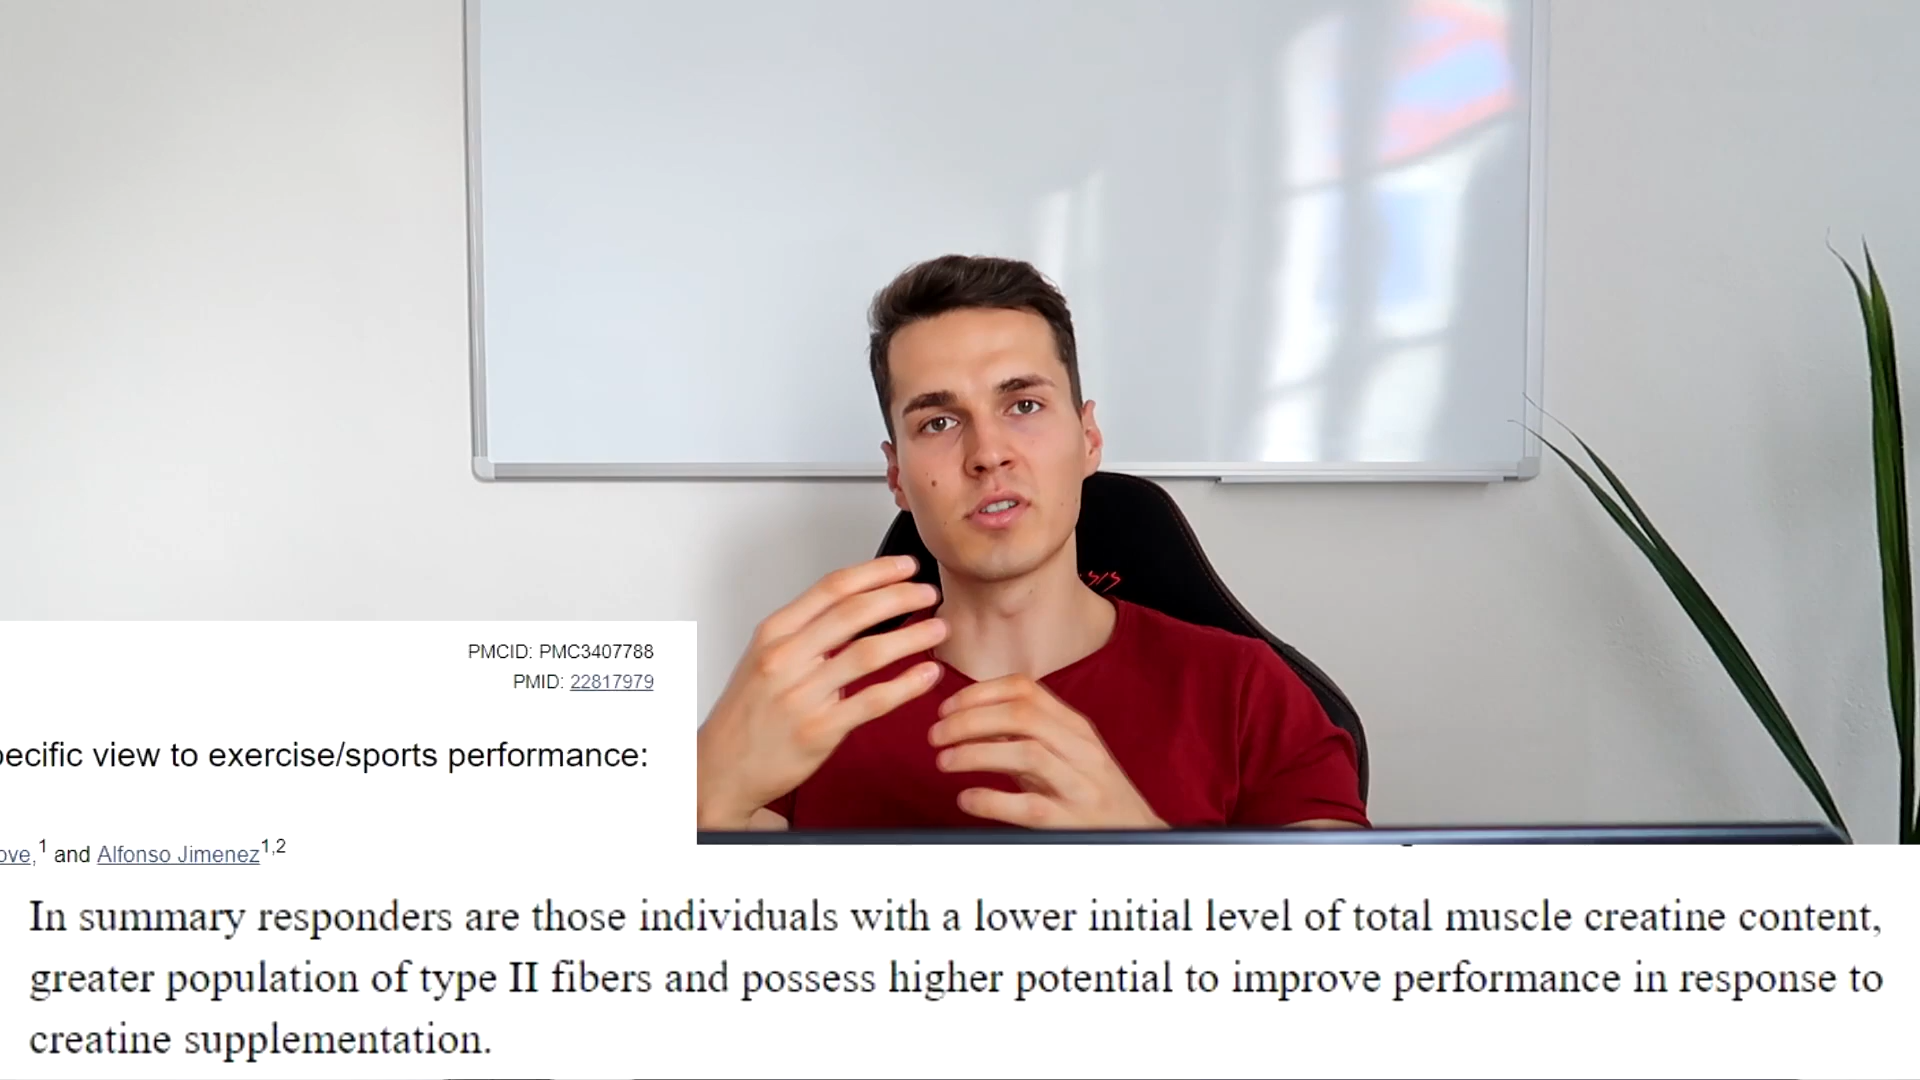 PMCID: PMC3407788
PMID: 22817979
pecific view to exercise/sports performance:
ove,1 and Alfonso Jimenez1,2
In summary responders are those individuals with a lower initial level of total muscle creatine content,
greater population of type II fibers and possess higher potential to improve performance in response to
creatine supplementation.